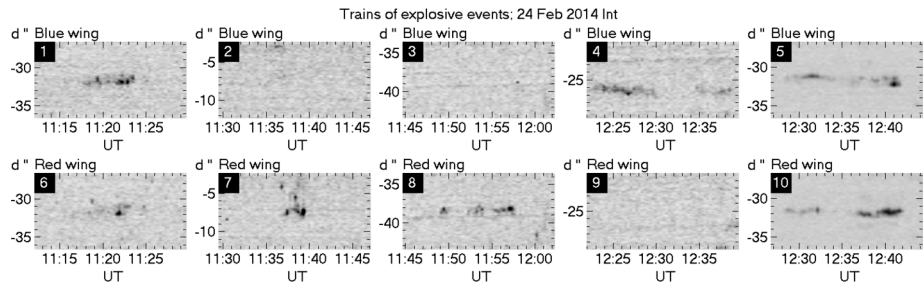 Trains of explosive events; 24 Feb 2014 Int
d" Blue wing d" Blue wing d" Blue wing d" Blue wing d" Blue wing
1 2 3 4 5
-30 -35 -5 -10 -40 -25 -30 -35
11:15 11:20 11:25 11:30 11:35 11:40 11:45 11:45 11:50 11:55 12:00 12:25 12:30 12:35 12:30 12:35 12:40
UT UT UT UT UT
d" Red wing d" Red wing d" Red wing d" Red wing d" Red wing
6 7 8 9 10
-30 -35 -5 -10 -35 -40 -25 -30 -35
11:15 11:20 11:25 11:30 11:35 11:40 11:45 11:45 11:50 11:55 12:00 12:25 12:30 12:35 12:30 12:35 12:40
UT UT UT UT UT